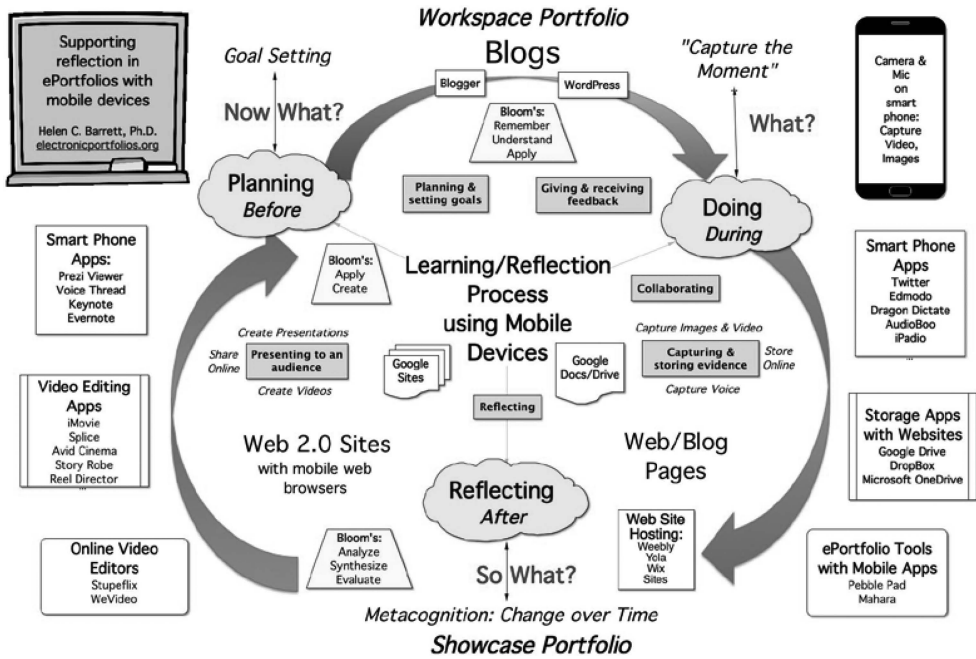 Workspace Portfolio
Blogs
Blogger
WordPress
Supporting
reflection in
ePortfolios with
mobile devices
Helen C. Barrett, Ph.D.
electronicportfolios.org
Goal Setting
Now What?
"Capture the
Moment"
What?
Camera &
Mic
on
smart
phone:
Capture
Video,
Images
Bloom's:
Remember
Understand
Apply
Planning
Before
Planning &
setting goals
Giving & receiving
feedback
Doing
During
Smart Phone
Apps:
Prezi Viewer
Voice Thread
Keynote
Evernote
Bloom's:
Apply
Create
Learning/Reflection
Process
using Mobile
Devices
Collaborating
Smart Phone
Apps
Twitter
Edmodo
Dragon Dictate
AudioBoo
iPadio
...
Create Presentations
Share
Online
Presenting to an
audience
Create Videos
Google
Sites
Google
Docs/Drive
Capture Images & Video
Capturing &
storing evidence
Store
Online
Capture Voice
Reflecting
Video Editing
Apps
iMovie
Splice
Avid Cinema
Story Robe
Reel Director
...
Web 2.0 Sites
with mobile web
browsers
Web/Blog
Pages
Storage Apps
with Websites
Google Drive
DropBox
Microsoft OneDrive
Reflecting
After
Online Video
Editors
Stupeflix
WeVideo
Bloom's:
Analyze
Synthesize
Evaluate
So What?
Web Site
Hosting:
Weebly
Yola
Wix
Sites
ePortfolio Tools
with Mobile Apps
Pebble Pad
Mahara
Metacognition: Change over Time
Showcase Portfolio